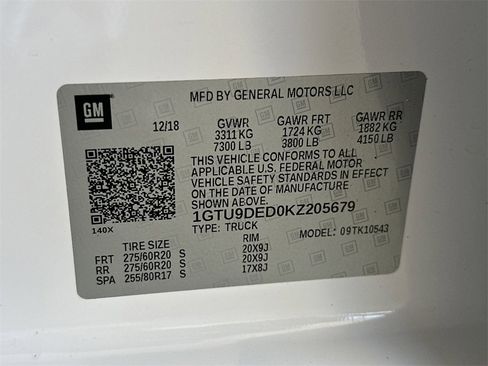 GM
MFD BY GENERAL MOTORS LLC
12/18 GVWR GAWR FRT GAWR RR
3311 KG 1724 KG 1882 KG
7300 LB 3800 LB 4150 LB
THIS VEHICLE CONFORMS TO ALL
APPLICABLE U.S. FEDERAL MOTOR
VEHICLE SAFETY STANDARDS IN EFFECT
ON THE DATE OF MANUFACTURE
SHOWN ABOVE.
1GTU9DED0KZ205679
140X TYPE: TRUCK MODEL: 09TK10543
TIRE SIZE RIM
FRT 275/60R20 S 20X9J
RR 275/60R20 S 20X9J
SPA 255/80R17 S 17X8J